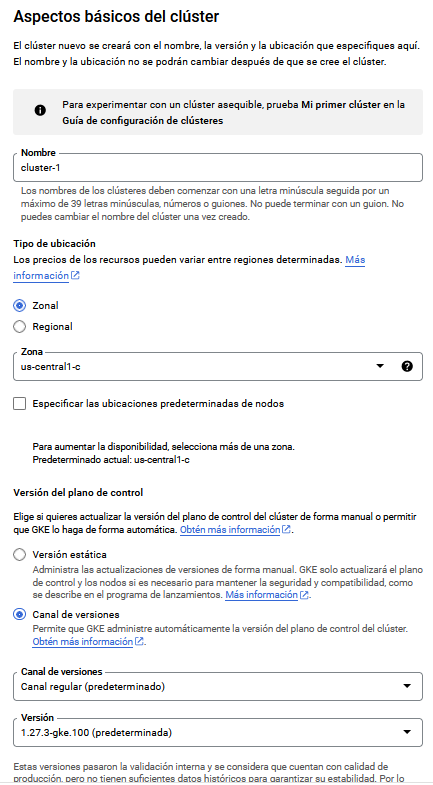 Aspectos básicos del clúster
El clúster nuevo se creará con el nombre, la versión y la ubicación que especifiques aquí.
El nombre y la ubicación no se podrán cambiar después de que se cree el clúster.
Para experimentar con un clúster asequible, prueba Mi primer clúster en la
Guía de configuración de clústeres
Nombre
cluster-1
Los nombres de los clústeres deben comenzar con una letra minúscula seguida por un
máximo de 39 letras minúsculas, números o guiones. No puede terminar con un guion. No
puedes cambiar el nombre del clúster una vez creado.
Tipo de ubicación
Los precios de los recursos pueden variar entre regiones determinadas. Más
información
Zonal
Regional
Zona
us-central1-c
Especificar las ubicaciones predeterminadas de nodos
Para aumentar la disponibilidad, selecciona más de una zona.
Predeterminado actual: us-central1-c
Versión del plano de control
Elige si quieres actualizar la versión del plano de control del clúster de forma manual o permitir
que GKE lo haga de forma automática. Obtén más información.
Versión estática
Administra las actualizaciones de versiones de forma manual. GKE solo actualizará el plano
de control y los nodos si es necesario para mantener la seguridad y compatibilidad, como
se describe en el programa de lanzamientos. Más información.
Canal de versiones
Permite que GKE administre automáticamente la versión del plano de control del clúster.
Obtén más información.
Canal de versiones
Canal regular (predeterminado)
Versión
1.27.3-gke.100 (predeterminada)
Estas versiones pasaron la validación interna y se considera que cuentan con calidad de
producción, pero no tienen suficientes datos históricos para garantizar su estabilidad. Por lo